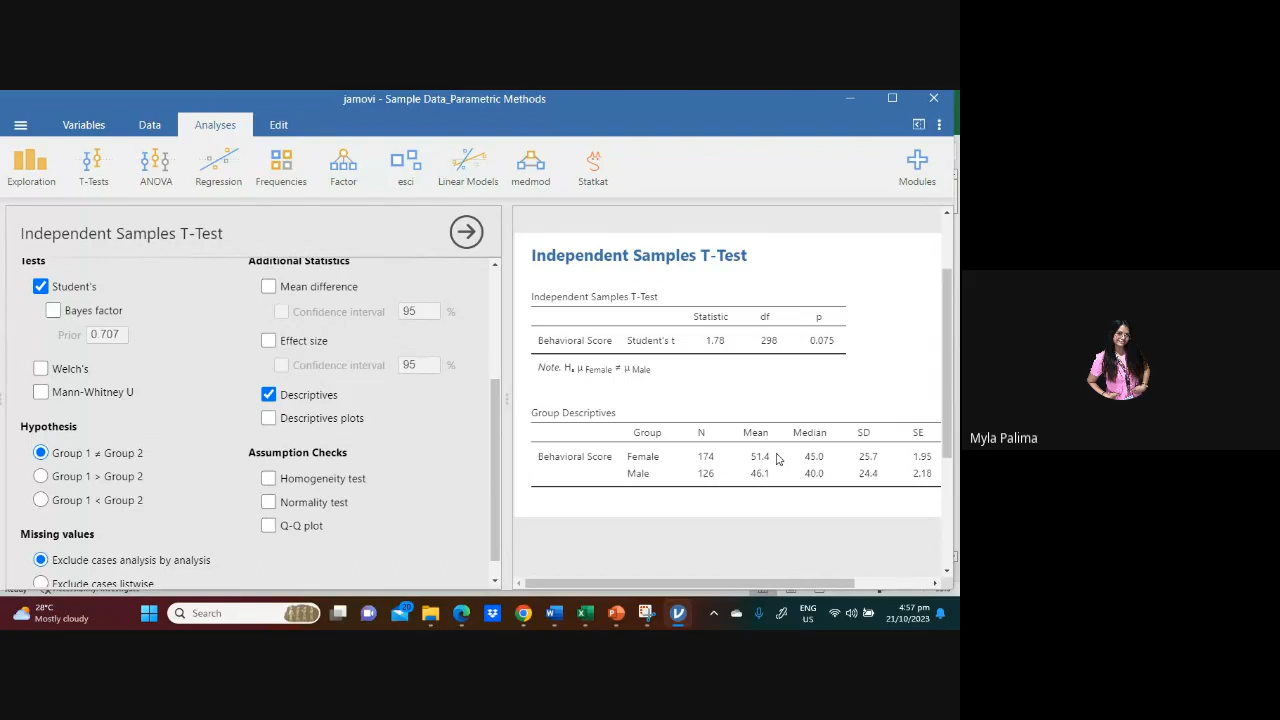 jamovi - Sample Data_Parametric Methods
Variables Data Analyses Edit
Exploration T-Tests ANOVA Regression Frequencies Factor esci Linear Models medmod Statkat Modules
Independent Samples T-Test
Tests
Student's
Bayes factor
Prior 0.707
Welch's
Mann-Whitney U
Hypothesis
Group 1 ≠ Group 2
Group 1 > Group 2
Group 1 < Group 2
Missing values
Exclude cases analysis by analysis
Exclude cases listwise
Additional Statistics
Mean difference
Confidence interval 95 %
Effect size
Confidence interval 95 %
Descriptives
Descriptives plots
Assumption Checks
Homogeneity test
Normality test
Q-Q plot
Independent Samples T-Test
Independent Samples T-Test
Statistic df p
Behavioral Score Student's t 1.78 298 0.075
Note. Hₐ μ Female ≠ μ Male
Group Descriptives
Group N Mean Median SD SE
Behavioral Score Female 174 51.4 45.0 25.7 1.95
Male 126 46.1 40.0 24.4 2.18
Myla Palima
28°C
Mostly cloudy
Search
ENG
US
4:57 pm
21/10/2023